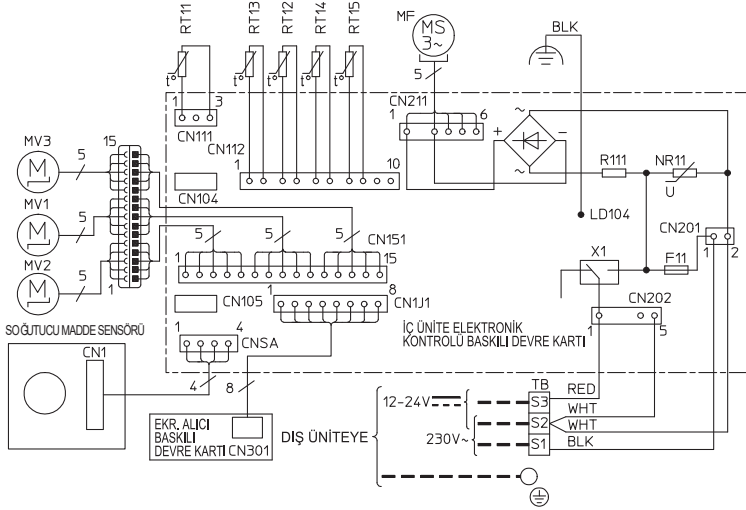 RT11
RT13
RT12
RT14
RT15
MF
MS
3~
BLK
t°
t°
t°
t°
t°
5
1
3
CN111
CN211
1
6
+
~
−
~
R111
NR11
U
MV3
M
5
15
CN112
1
10
CN104
LD104
MV1
M
5
CN201
1
2
5
5
5
CN151
1
15
X1
F11
MV2
M
5
1
CN105
CN1J1
1
8
CN202
1
5
SOĞUTUCU MADDE SENSÖRÜ
CN1
1
4
CNSA
İÇ ÜNİTE ELEKTRONİK
KONTROLÜ BASKILI DEVRE KARTI
4
8
EKR. ALICI
BASKILI
DEVRE KARTI CN301
DIŞ ÜNİTEYE
12-24V
230V~
TB
S3
S2
S1
RED
WHT
WHT
BLK